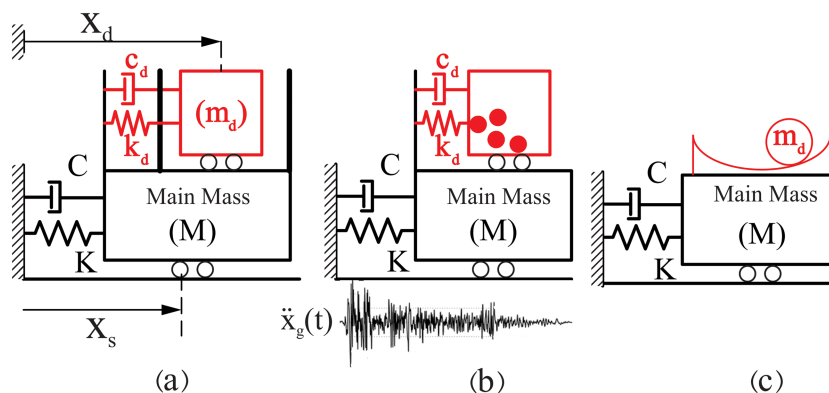 X_d
c_d
(m_d)
k_d
C
Main Mass
(M)
K
X_s
(a)
c_d
k_d
C
Main Mass
(M)
K
ẍ_g(t)
(b)
m_d
C
Main Mass
(M)
K
(c)